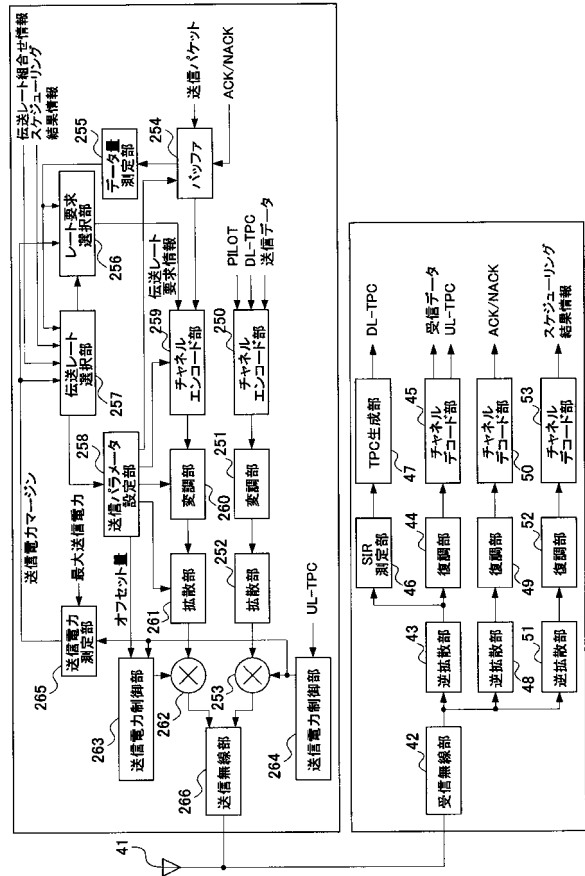 伝送レート組合せ情報
スケジューリング
結果情報
送信電力マージン
最大送信電力
265
送信電力
測定部
257
伝送レート
選択部
256
レート要求
選択部
255
データ量
測定部
258
送信パラメータ
設定部
オフセット量
254
バッファ
送信パケット
ACK/NACK
伝送レート
要求情報
263
送信電力制御部
262
261
拡散部
260
変調部
259
チャネル
エンコード部
PILOT
DL-TPC
送信データ
266
送信無線部
253
252
拡散部
251
変調部
250
チャネル
エンコード部
264
送信電力制御部
UL-TPC
41
42
受信無線部
43
逆拡散部
46
SIR
測定部
47
TPC生成部
DL-TPC
44
復調部
45
チャネル
デコード部
受信データ
UL-TPC
48
逆拡散部
49
復調部
50
チャネル
デコード部
ACK/NACK
51
逆拡散部
52
復調部
53
チャネル
デコード部
スケジューリング
結果情報